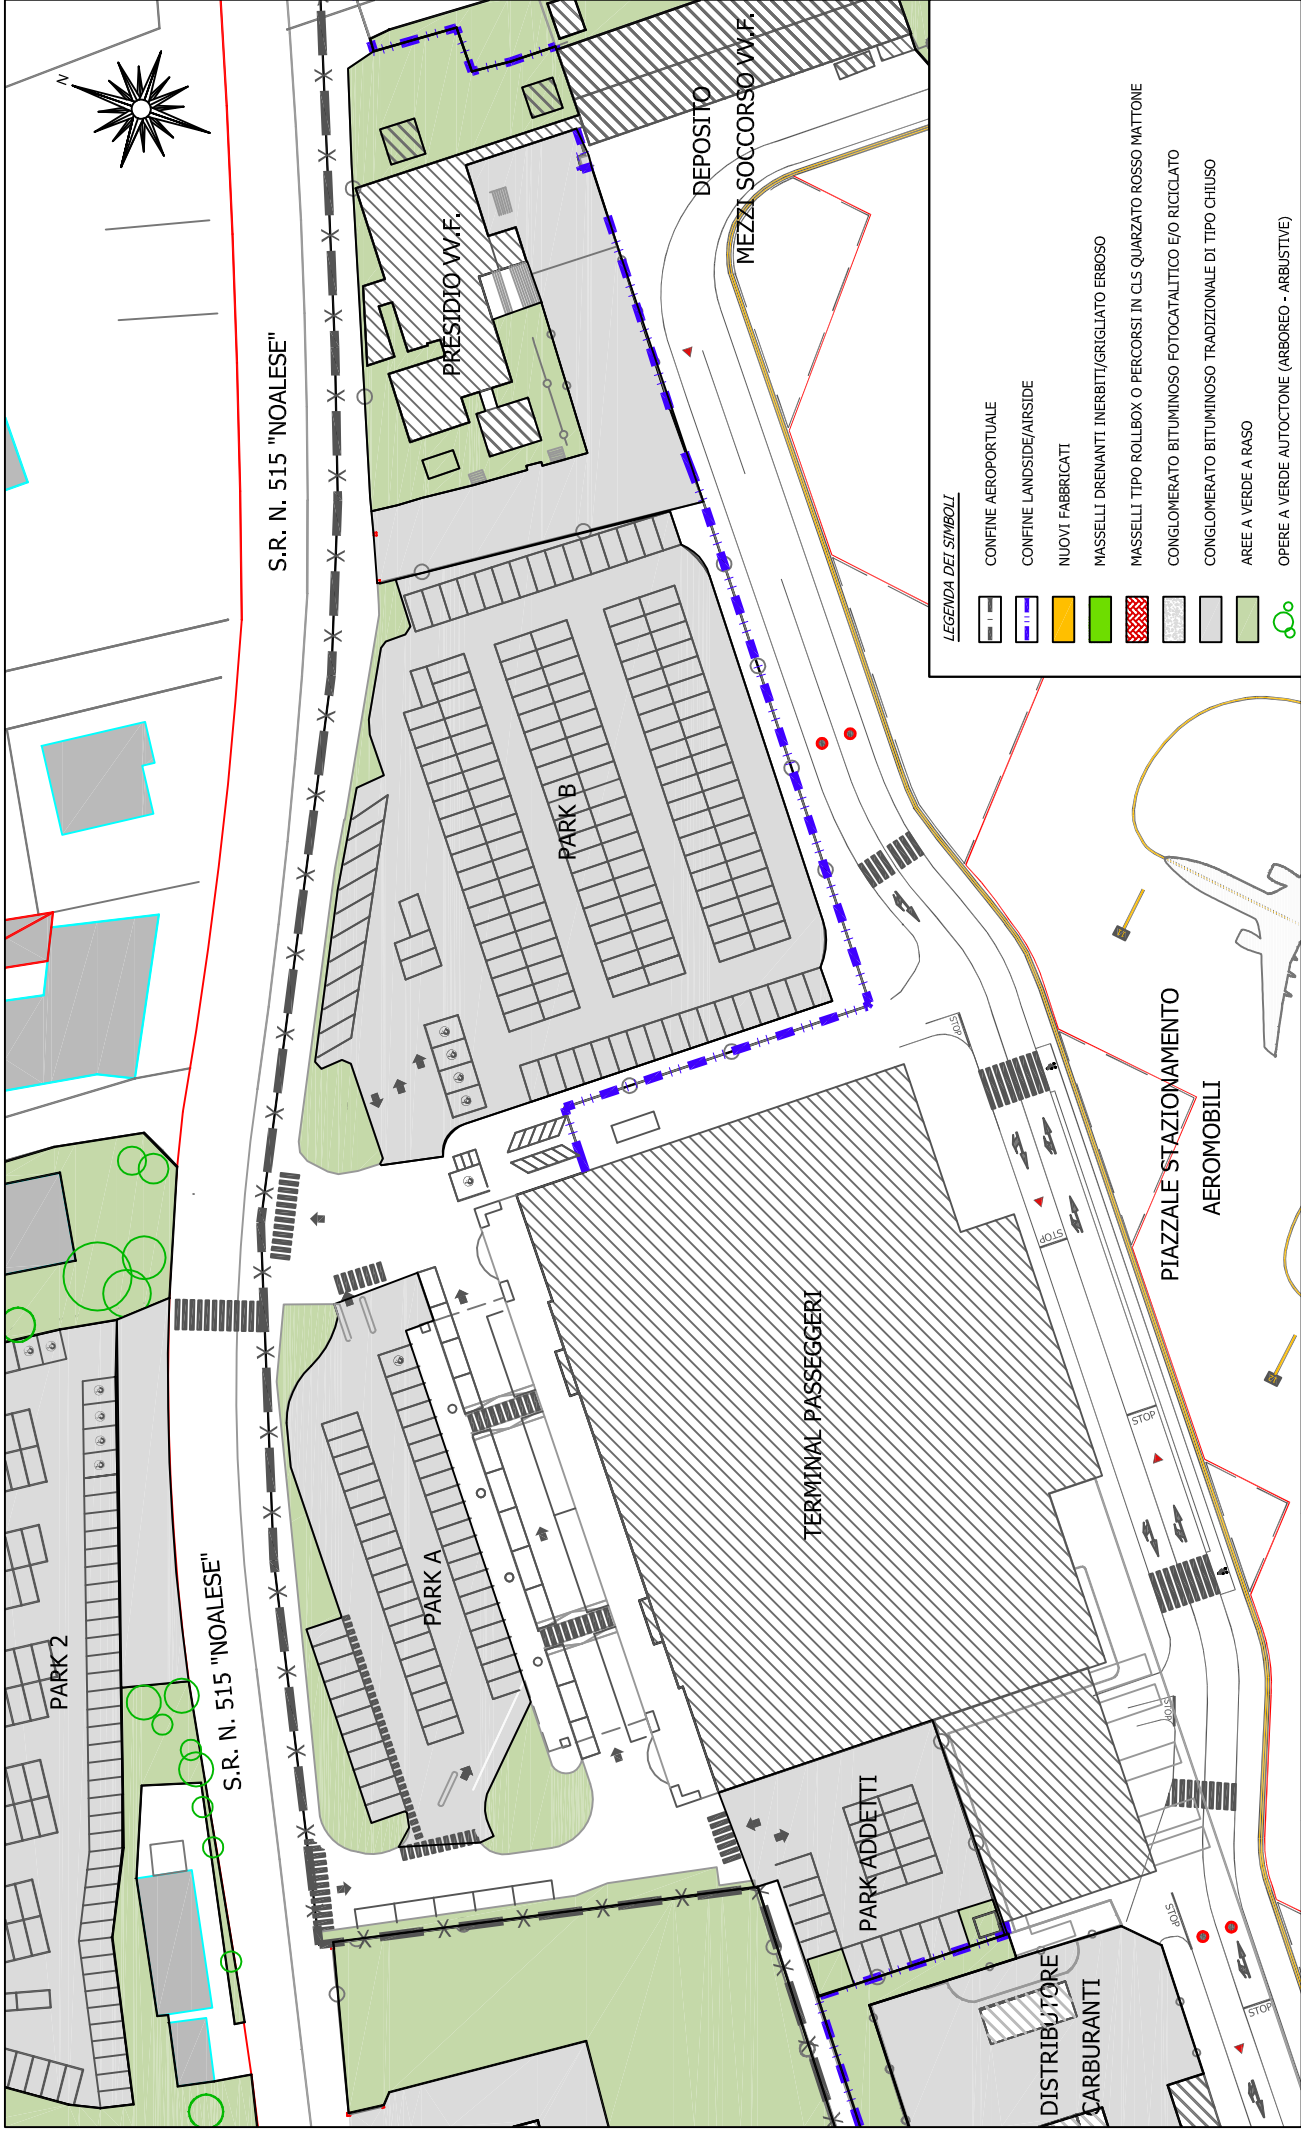 N
S.R. N. 515 "NOALESE"
S.R. N. 515 "NOALESE"
PARK 2
PARK A
PARK B
PRESIDIO VV.F.
DEPOSITO
MEZZI SOCCORSO VV.F.
TERMINAL PASSEGGERI
PARK ADDETTI
DISTRIBUTORE
CARBURANTI
PIAZZALE STAZIONAMENTO
AEROMOBILI
STOP
STOP
STOP
STOP
STOP
STOP
LEGENDA DEI SIMBOLI
CONFINE AEROPORTUALE
CONFINE LANDSIDE/AIRSIDE
NUOVI FABBRICATI
MASSELLI DRENANTI INERBITI/GRIGLIATO ERBOSO
MASSELLI TIPO ROLLBOX O PERCORSI IN CLS QUARZATO ROSSO MATTONE
CONGLOMERATO BITUMINOSO FOTOCATALITICO E/O RICICLATO
CONGLOMERATO BITUMINOSO TRADIZIONALE DI TIPO CHIUSO
AREE A VERDE A RASO
OPERE A VERDE AUTOCTONE (ARBOREO - ARBUSTIVE)